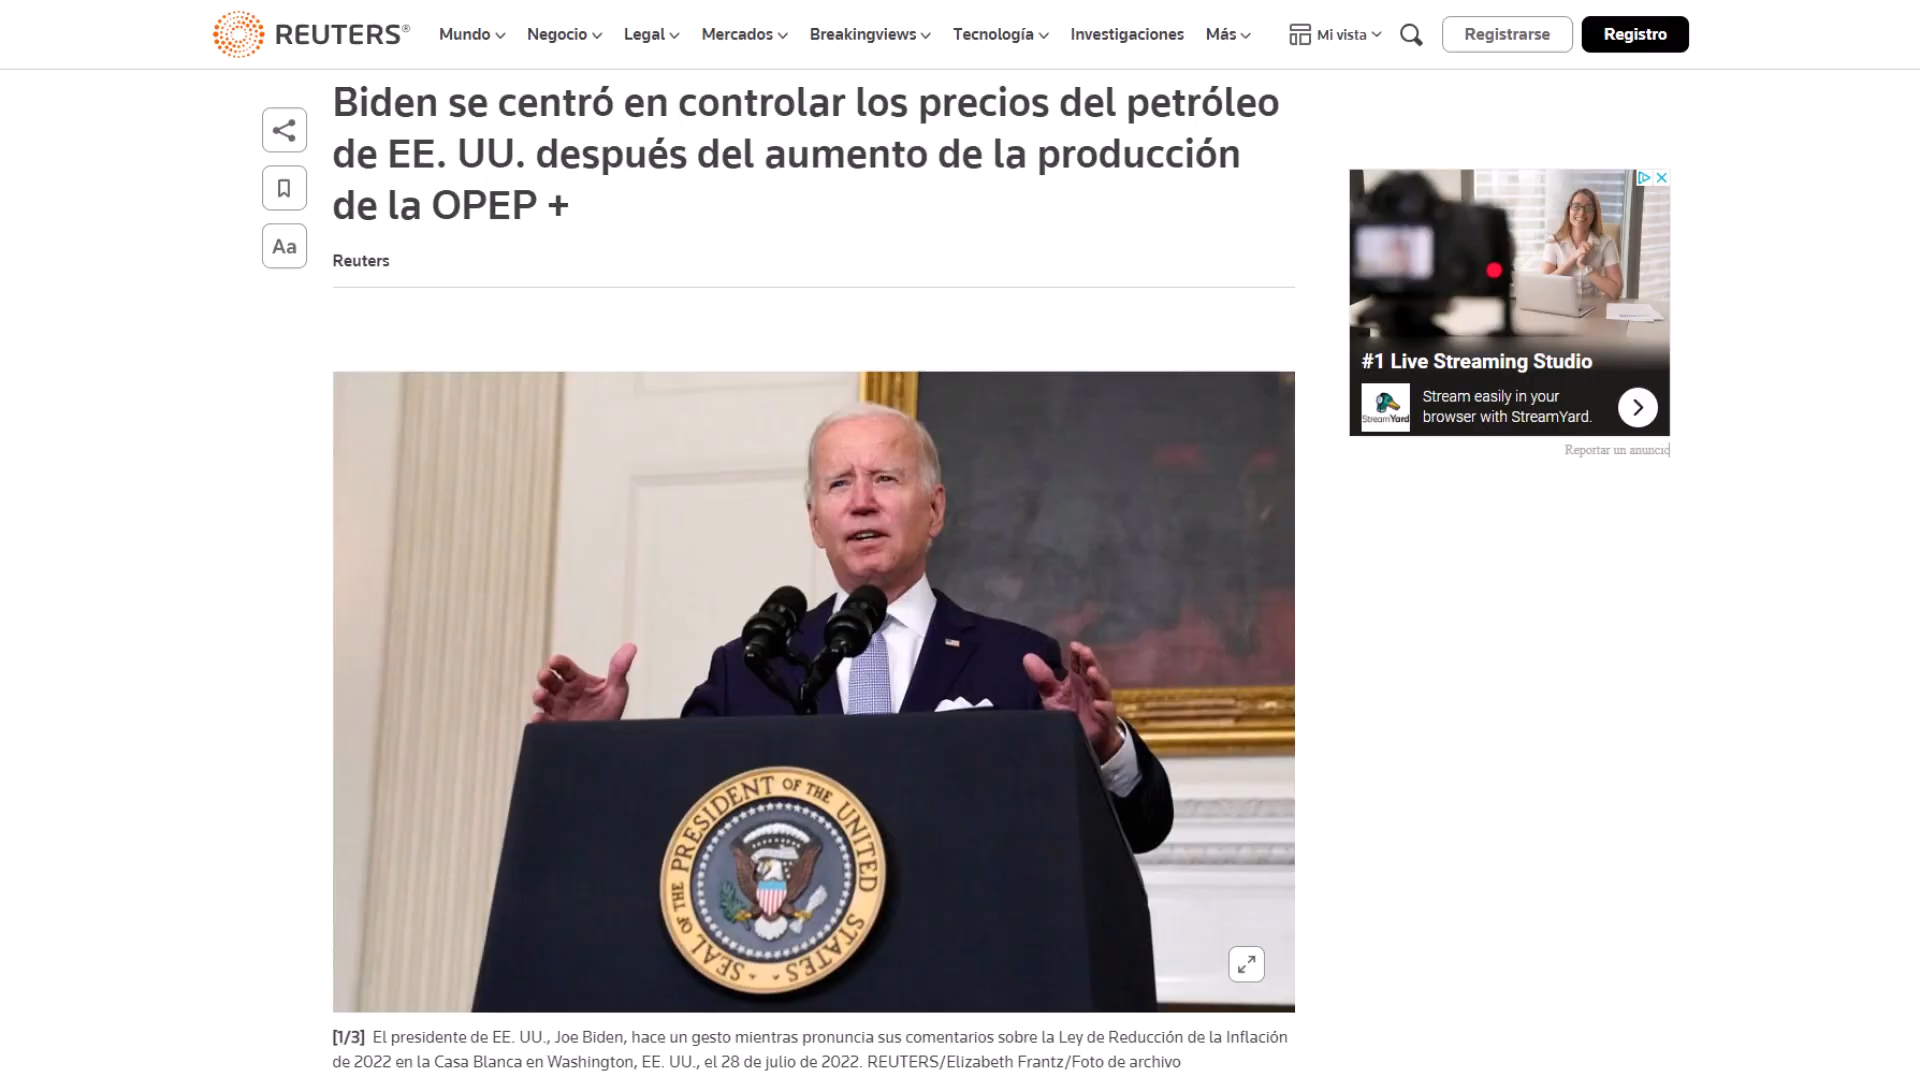 REUTERS®
Mundo
Negocio
Legal
Mercados
Breakingviews
Tecnología
Investigaciones
Más
Mi vista
Registrarse
Registro
Biden se centró en controlar los precios del petróleo
de EE. UU. después del aumento de la producción
de la OPEP +
Aa
Reuters
#1 Live Streaming Studio
StreamYard
Stream easily in your
browser with StreamYard.
Reportar un anuncio
SEAL OF THE PRESIDENT OF THE UNITED STATES
[1/3] El presidente de EE. UU., Joe Biden, hace un gesto mientras pronuncia sus comentarios sobre la Ley de Reducción de la Inflación
de 2022 en la Casa Blanca en Washington, EE. UU., el 28 de julio de 2022. REUTERS/Elizabeth Frantz/Foto de archivo